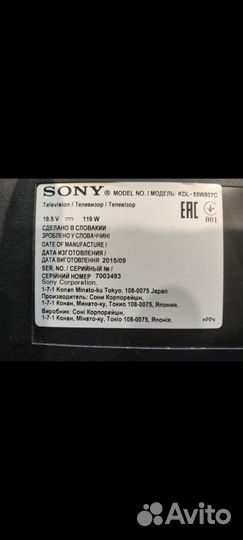 SONY® MODEL NO. / МОДЕЛЬ: KDL- 55W807C
Television / Телевизор / Телевізор
19.5 V ⎓ 119 W
EAC
001
СДЕЛАНО В СЛОВАКИИ
ЗРОБЛЕНО У СЛОВАЧЧИНІ
DATE OF MANUFACTURE /
ДАТА ИЗГОТОВЛЕНИЯ /
ДАТА ВИГОТОВЛЕННЯ 2015/09
SER. NO. / СЕРИЙНЫЙ № /
СЕРІЙНИЙ НОМЕР 7003493
Sony Corporation,
1-7-1 Konan Minato-ku Tokyo, 108-0075 Japan
Производитель: Сони Корпорейшн,
1-7-1 Конан, Минато-ку, Токио 108-0075, Япония.
Виробник: Соні Корпорейшн,
1-7-1 Конан, Мінато-ку, Токіо 108-0075, Японія.
>PP<
Avito